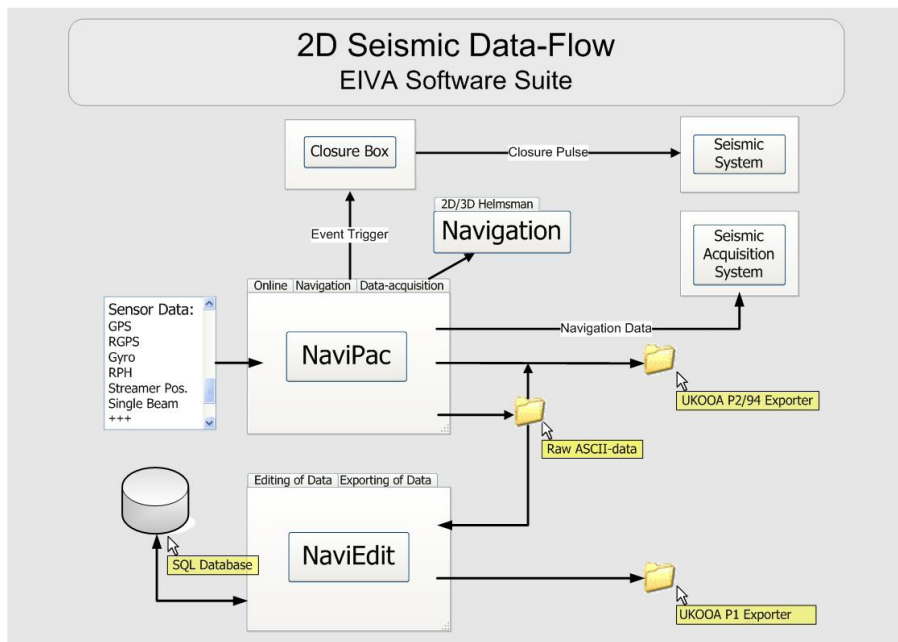 2D Seismic Data-Flow
EIVA Software Suite
Closure Box
Closure Pulse
Seismic
System
Event Trigger
2D/3D Helmsman
Navigation
Seismic
Acquisition
System
Online Navigation Data-acquisition
Sensor Data:
GPS
RGPS
Gyro
RPH
Streamer Pos.
Single Beam
+++
NaviPac
Navigation Data
UKOOA P2/94 Exporter
Raw ASCII-data
Editing of Data Exporting of Data
NaviEdit
SQL Database
UKOOA P1 Exporter